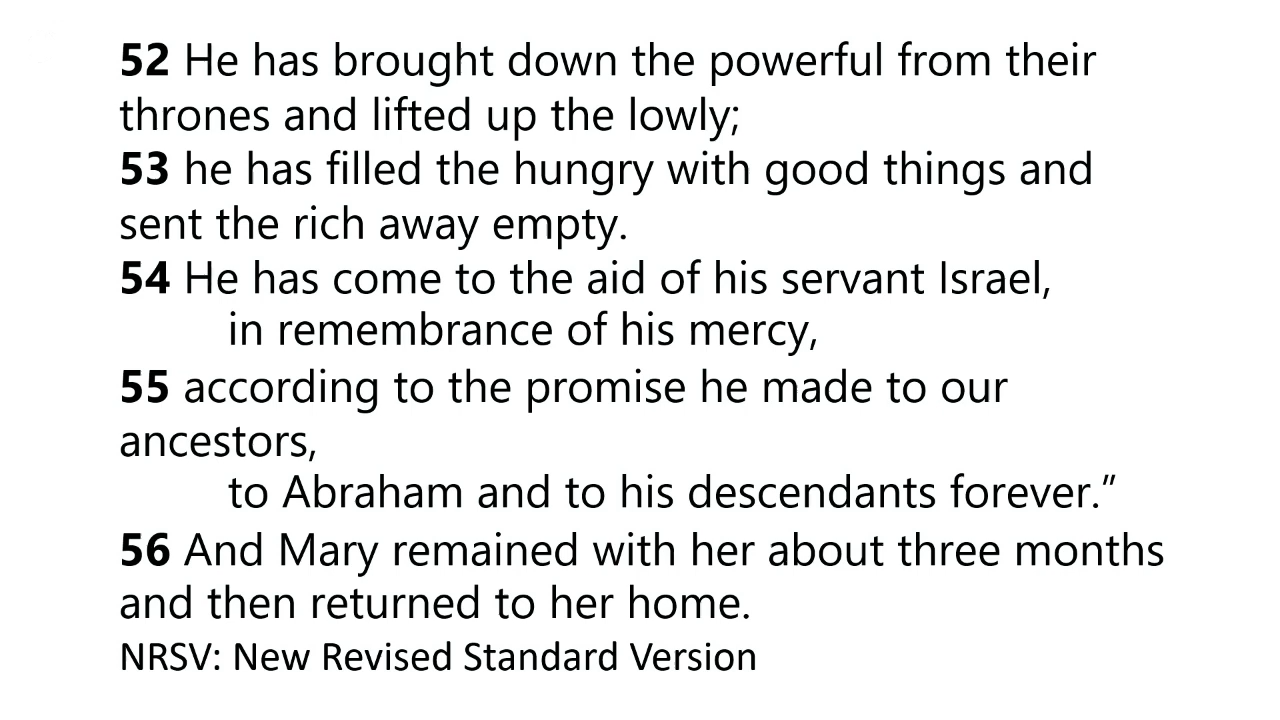 52 He has brought down the powerful from their
thrones and lifted up the lowly;
53 he has filled the hungry with good things and
sent the rich away empty.
54 He has come to the aid of his servant Israel,
in remembrance of his mercy,
55 according to the promise he made to our
ancestors,
to Abraham and to his descendants forever.”
56 And Mary remained with her about three months
and then returned to her home.
NRSV: New Revised Standard Version